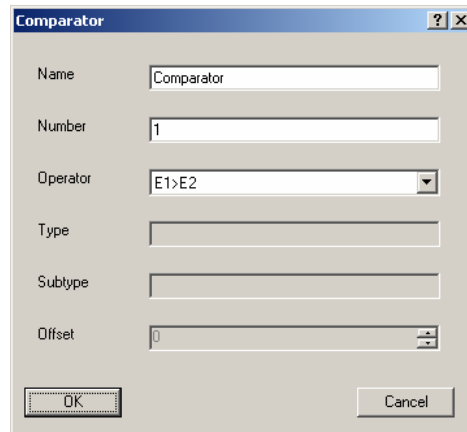 Comparator
Name Comparator
Number 1
Operator E1>E2
Type
Subtype
Offset 0
OK Cancel